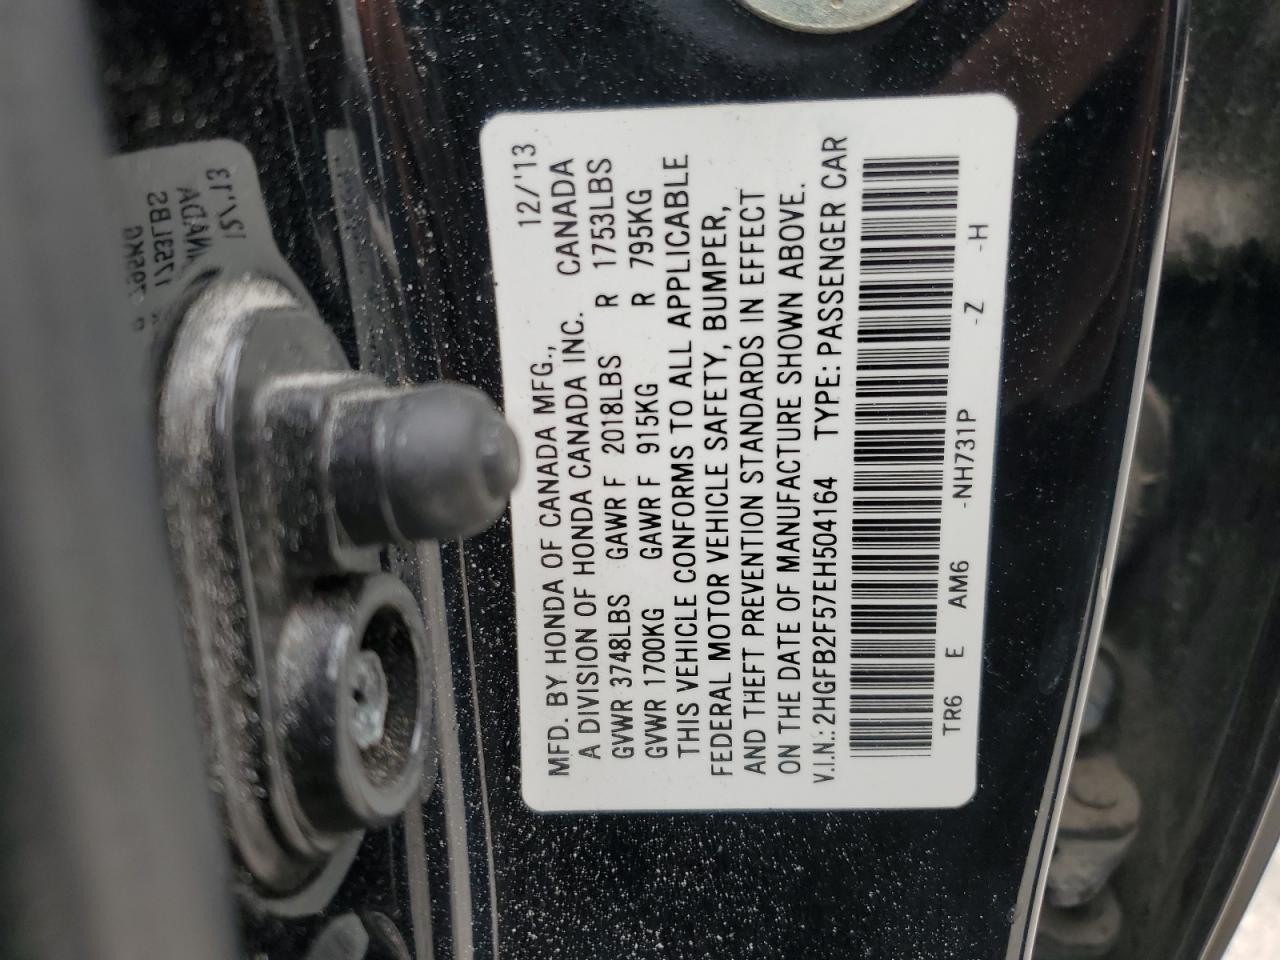 MFD. BY HONDA OF CANADA MFG., 12/'13
A DIVISION OF HONDA CANADA INC. CANADA
GVWR 3748LBS GAWR F 2018LBS R 1753LBS
GVWR 1700KG GAWR F 915KG R 795KG
THIS VEHICLE CONFORMS TO ALL APPLICABLE
FEDERAL MOTOR VEHICLE SAFETY, BUMPER,
AND THEFT PREVENTION STANDARDS IN EFFECT
ON THE DATE OF MANUFACTURE SHOWN ABOVE.
V.I.N.: 2HGFB2F57EH504164 TYPE: PASSENGER CAR
TR6 E AM6 -NH731P -Z -H